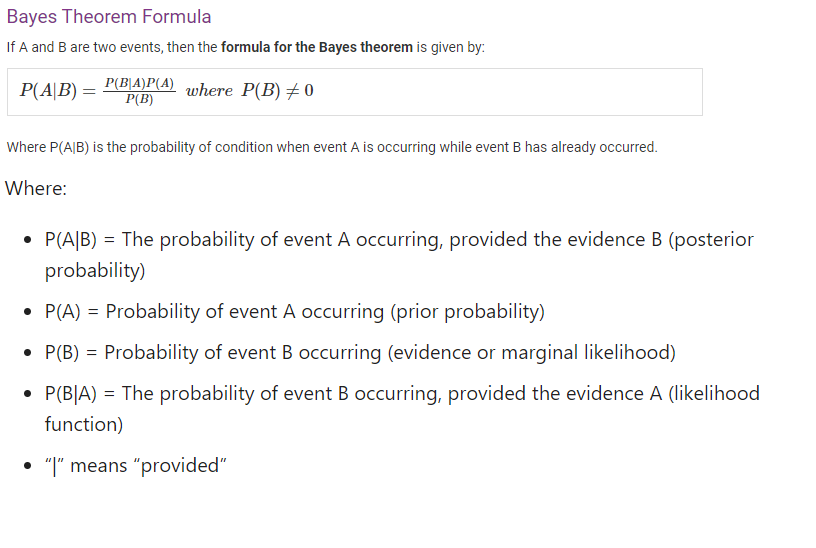 Bayes Theorem Formula
If A and B are two events, then the formula for the Bayes theorem is given by:
P(A|B) = P(B|A)P(A) / P(B) where P(B) ≠ 0
Where P(A|B) is the probability of condition when event A is occurring while event B has already occurred.
Where:
• P(A|B) = The probability of event A occurring, provided the evidence B (posterior
probability)
• P(A) = Probability of event A occurring (prior probability)
• P(B) = Probability of event B occurring (evidence or marginal likelihood)
• P(B|A) = The probability of event B occurring, provided the evidence A (likelihood
function)
• “|” means “provided”